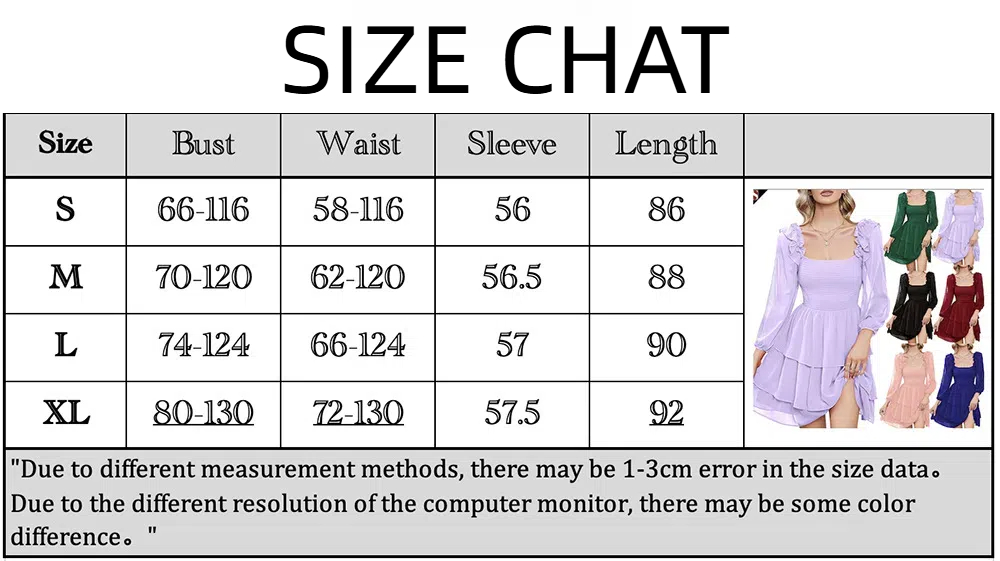 SIZE CHAT
Size Bust Waist Sleeve Length
S 66-116 58-116 56 86
M 70-120 62-120 56.5 88
L 74-124 66-124 57 90
XL 80-130 72-130 57.5 92
"Due to different measurement methods, there may be 1-3cm error in the size data。
Due to the different resolution of the computer monitor, there may be some color
difference。 "